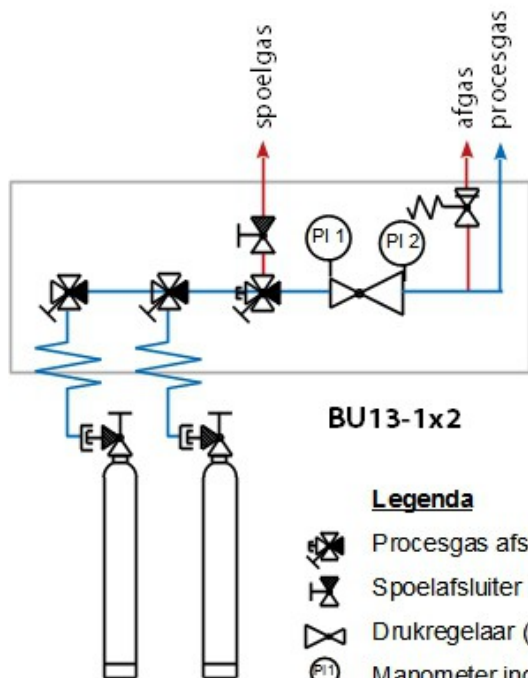 spoelgas
afgas
procesgas
PI 1
PI 2
BU13-1x2
Legenda
Procesgas afs
Spoelafsluiter
Drukregelaar (
PI1
Manometer ind